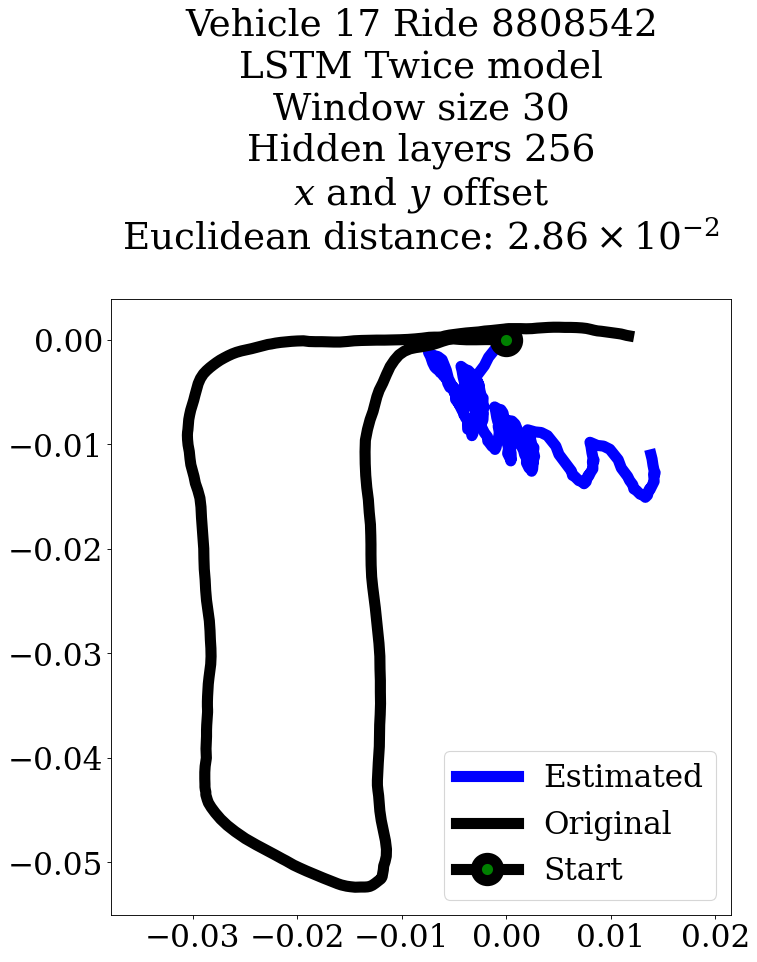 Vehicle 17 Ride 8808542
LSTM Twice model
Window size 30
Hidden layers 256
x and y offset
Euclidean distance: 2.86 × 10⁻²
0.00
−0.01
−0.02
−0.03
−0.04
−0.05
Estimated
Original
Start
−0.03 −0.02 −0.01 0.00 0.01 0.02